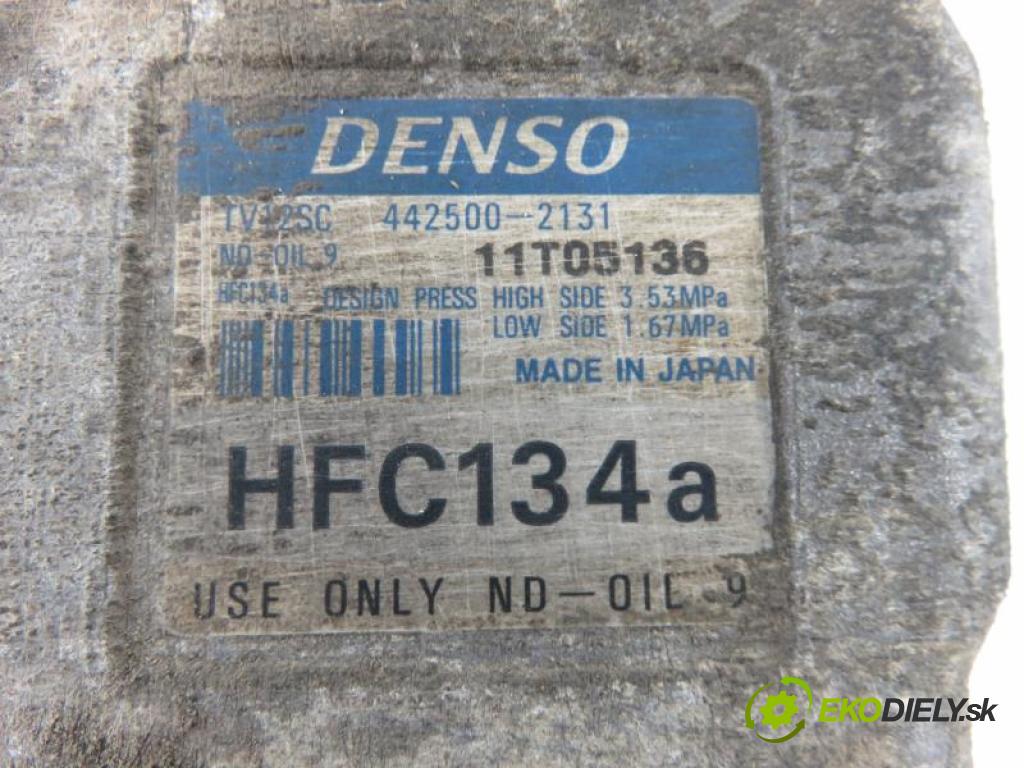 DENSO
TV12SC 442500-2131
ND-OIL 9 11T05136
HFC134a DESIGN PRESS HIGH SIDE 3.53MPa
LOW SIDE 1.67MPa
MADE IN JAPAN
HFC134a
USE ONLY ND-OIL 9
EKODIELY.sk